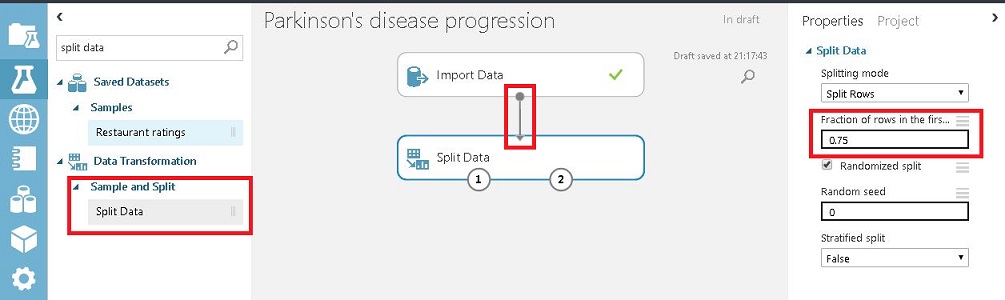 split data
Saved Datasets
Samples
Restaurant ratings
Data Transformation
Sample and Split
Split Data
Parkinson's disease progression
In draft
Draft saved at 21:17:43
Import Data
Split Data
1
2
Properties
Project
Split Data
Splitting mode
Split Rows
Fraction of rows in the firs...
0.75
Randomized split
Random seed
0
Stratified split
False